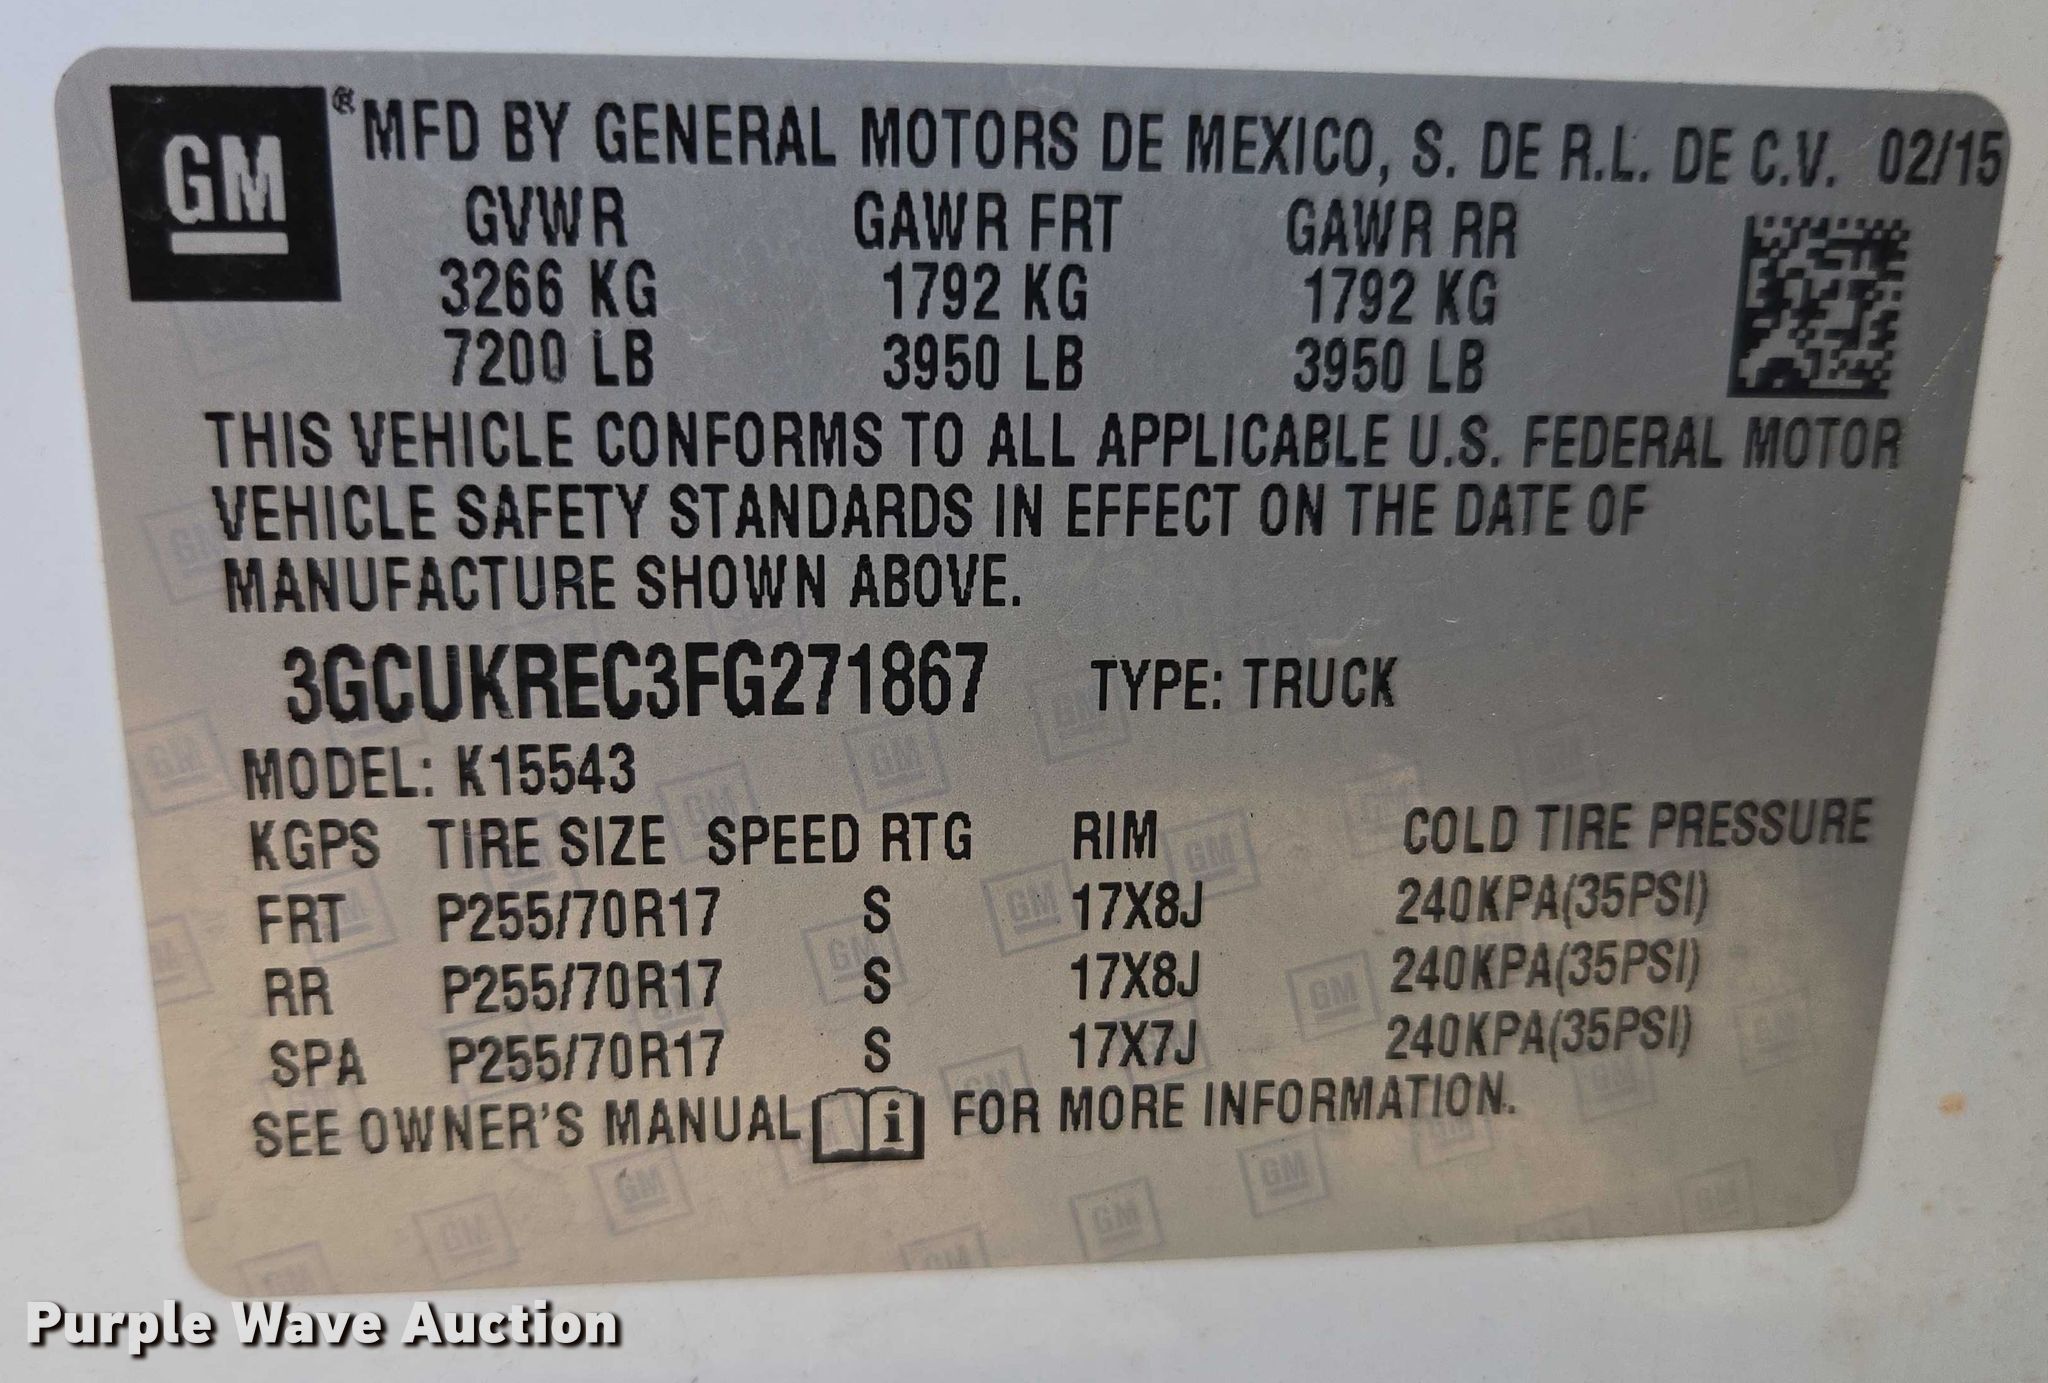 GM
® MFD BY GENERAL MOTORS DE MEXICO, S. DE R.L. DE C.V. 02/15
GVWR GAWR FRT GAWR RR
3266 KG 1792 KG 1792 KG
7200 LB 3950 LB 3950 LB
THIS VEHICLE CONFORMS TO ALL APPLICABLE U.S. FEDERAL MOTOR
VEHICLE SAFETY STANDARDS IN EFFECT ON THE DATE OF
MANUFACTURE SHOWN ABOVE.
3GCUKREC3FG271867 TYPE: TRUCK
MODEL: K15543
KGPS TIRE SIZE SPEED RTG RIM COLD TIRE PRESSURE
FRT P255/70R17 S 17X8J 240KPA(35PSI)
RR P255/70R17 S 17X8J 240KPA(35PSI)
SPA P255/70R17 S 17X7J 240KPA(35PSI)
SEE OWNER'S MANUAL i FOR MORE INFORMATION.
Purple Wave Auction